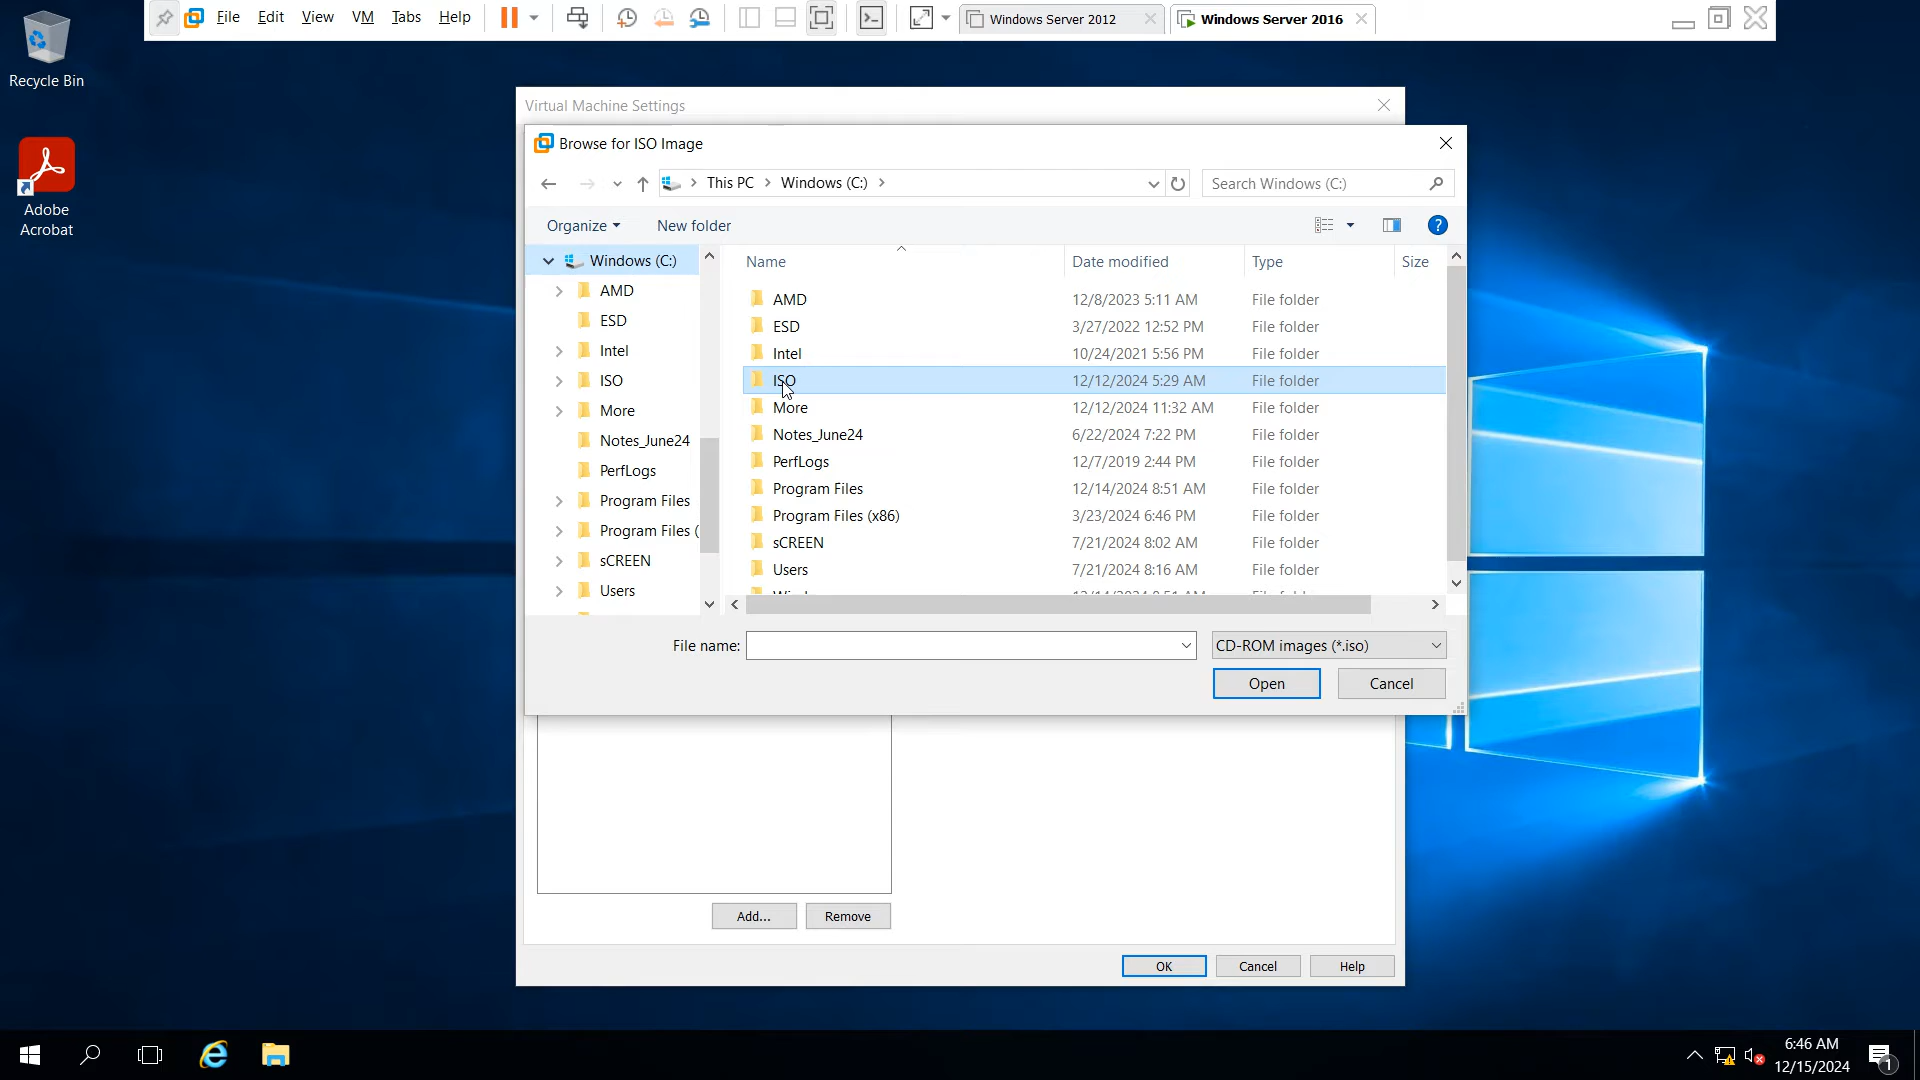 File Edit View VM Tabs Help Windows Server 2012 Windows Server 2016
Recycle Bin
Adobe
Acrobat
Virtual Machine Settings
Browse for ISO Image
This PC Windows (C:) Search Windows (C:)
Organize New folder
Windows (C:)
AMD
ESD
Intel
ISO
More
Notes_June24
PerfLogs
Program Files
Program Files (
sCREEN
Users
Name Date modified Type Size
AMD 12/8/2023 5:11 AM File folder
ESD 3/27/2022 12:52 PM File folder
Intel 10/24/2021 5:56 PM File folder
ISO 12/12/2024 5:29 AM File folder
More 12/12/2024 11:32 AM File folder
Notes_June24 6/22/2024 7:22 PM File folder
PerfLogs 12/7/2019 2:44 PM File folder
Program Files 12/14/2024 8:51 AM File folder
Program Files (x86) 3/23/2024 6:46 PM File folder
sCREEN 7/21/2024 8:02 AM File folder
Users 7/21/2024 8:16 AM File folder
File name: CD-ROM images (*.iso)
Open Cancel
Add... Remove
OK Cancel Help
6:46 AM
12/15/2024
1